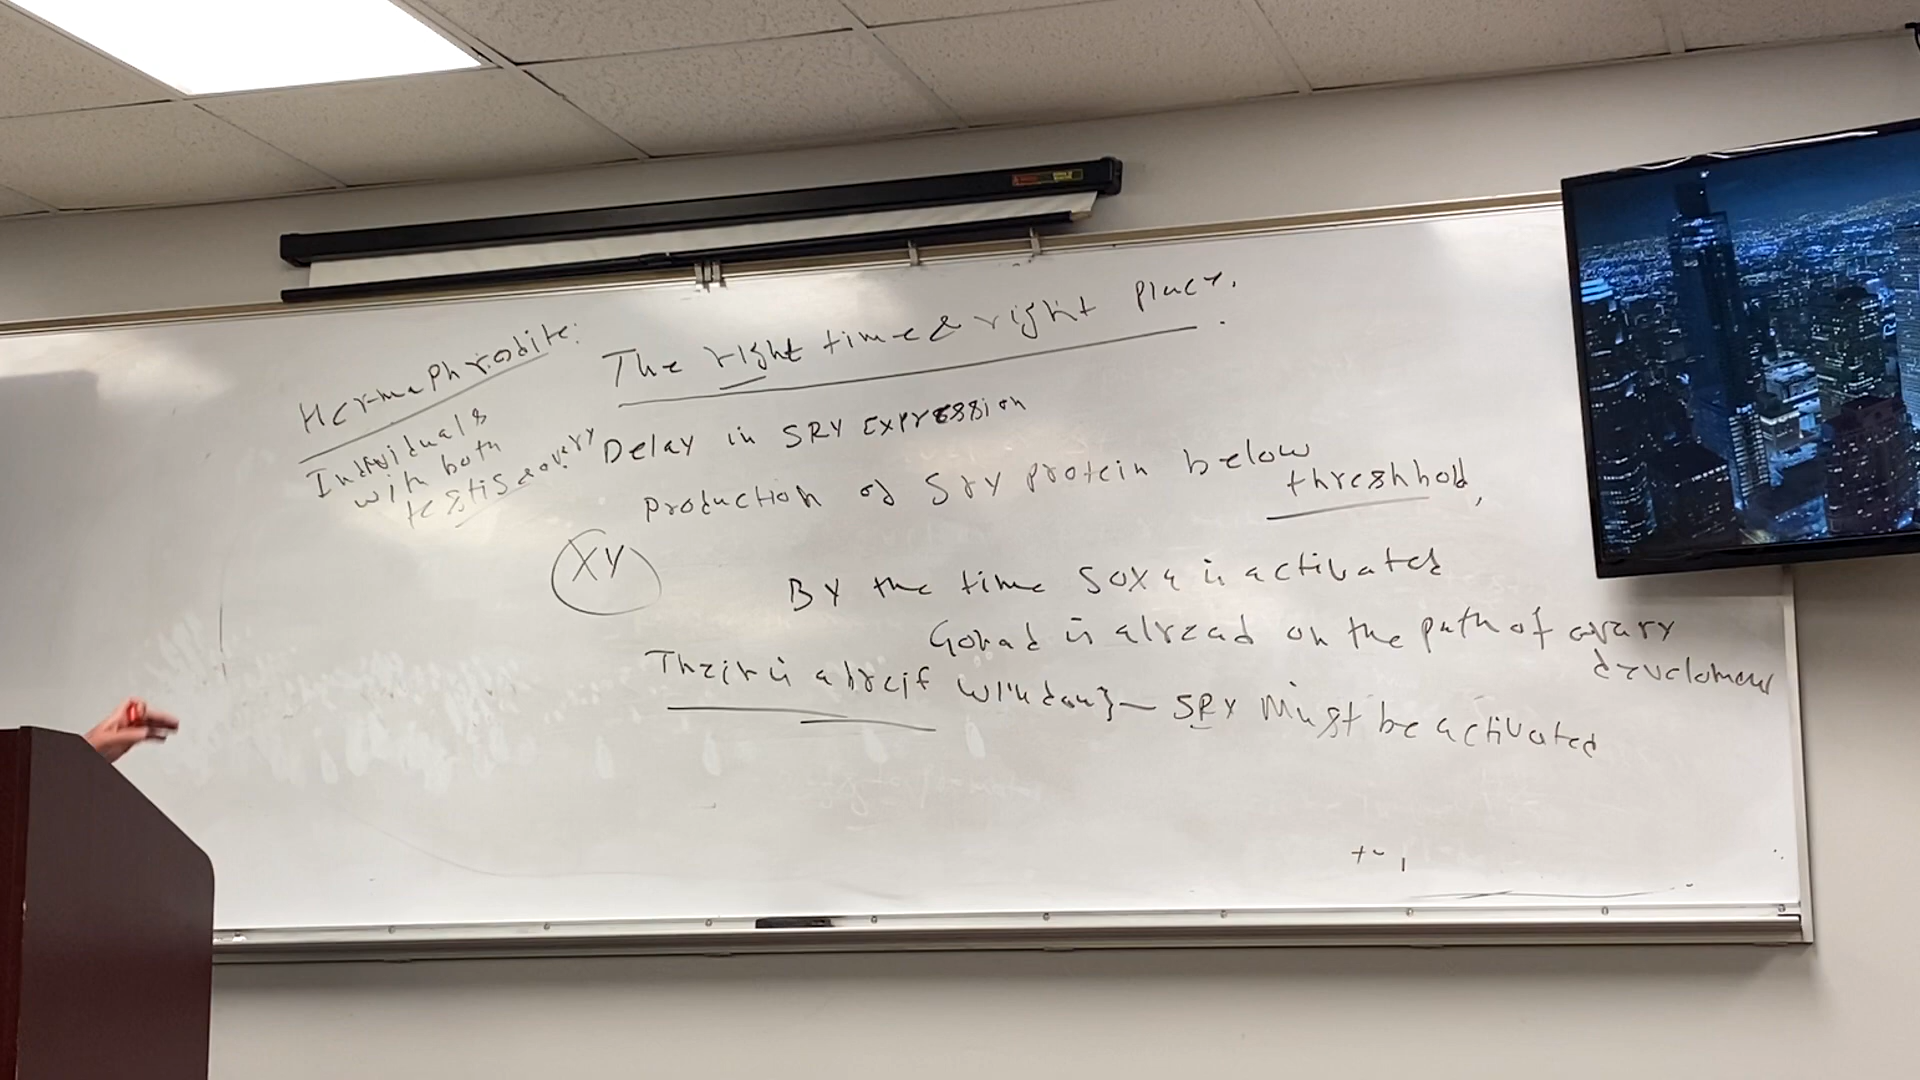 Hermaphrodite:
Individuals
with both
testis & ovary
The right time & right place.
Delay in SRY Expression
Production of Sry protein below
threshhold,
XY
By the time Sox9 is activated
Gonad is alread on the path of ovary
develoment
Their is a breif window} — SRY Must be activated